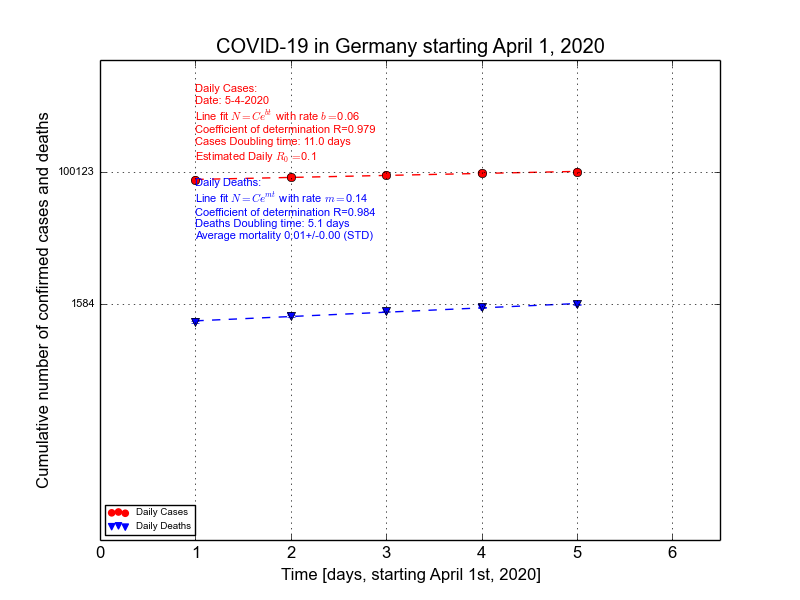 COVID-19 in Germany starting April 1, 2020
Daily Cases:
Date: 5-4-2020
Line fit N=Ce^{bt} with rate b=0.06
Coefficient of determination R=0.979
Cases Doubling time: 11.0 days
Estimated Daily R_0=0.1
100123
Daily Deaths:
Line fit N=Ce^{mt} with rate m=0.14
Coefficient of determination R=0.984
Deaths Doubling time: 5.1 days
Average mortality 0.01+/-0.00 (STD)
1584
Cumulative number of confirmed cases and deaths
Daily Cases
Daily Deaths
0 1 2 3 4 5 6
Time [days, starting April 1st, 2020]